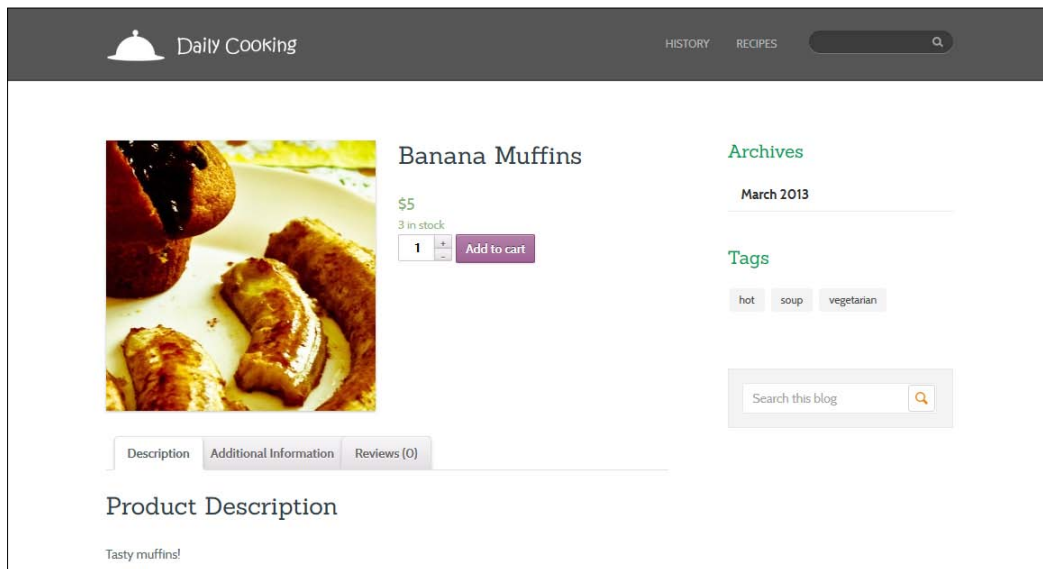 Daily Cooking
HISTORY RECIPES
Banana Muffins
$5
3 in stock
1 + -
Add to cart
Description Additional Information Reviews (0)
Product Description
Tasty muffins!
Archives
March 2013
Tags
hot soup vegetarian
Search this blog